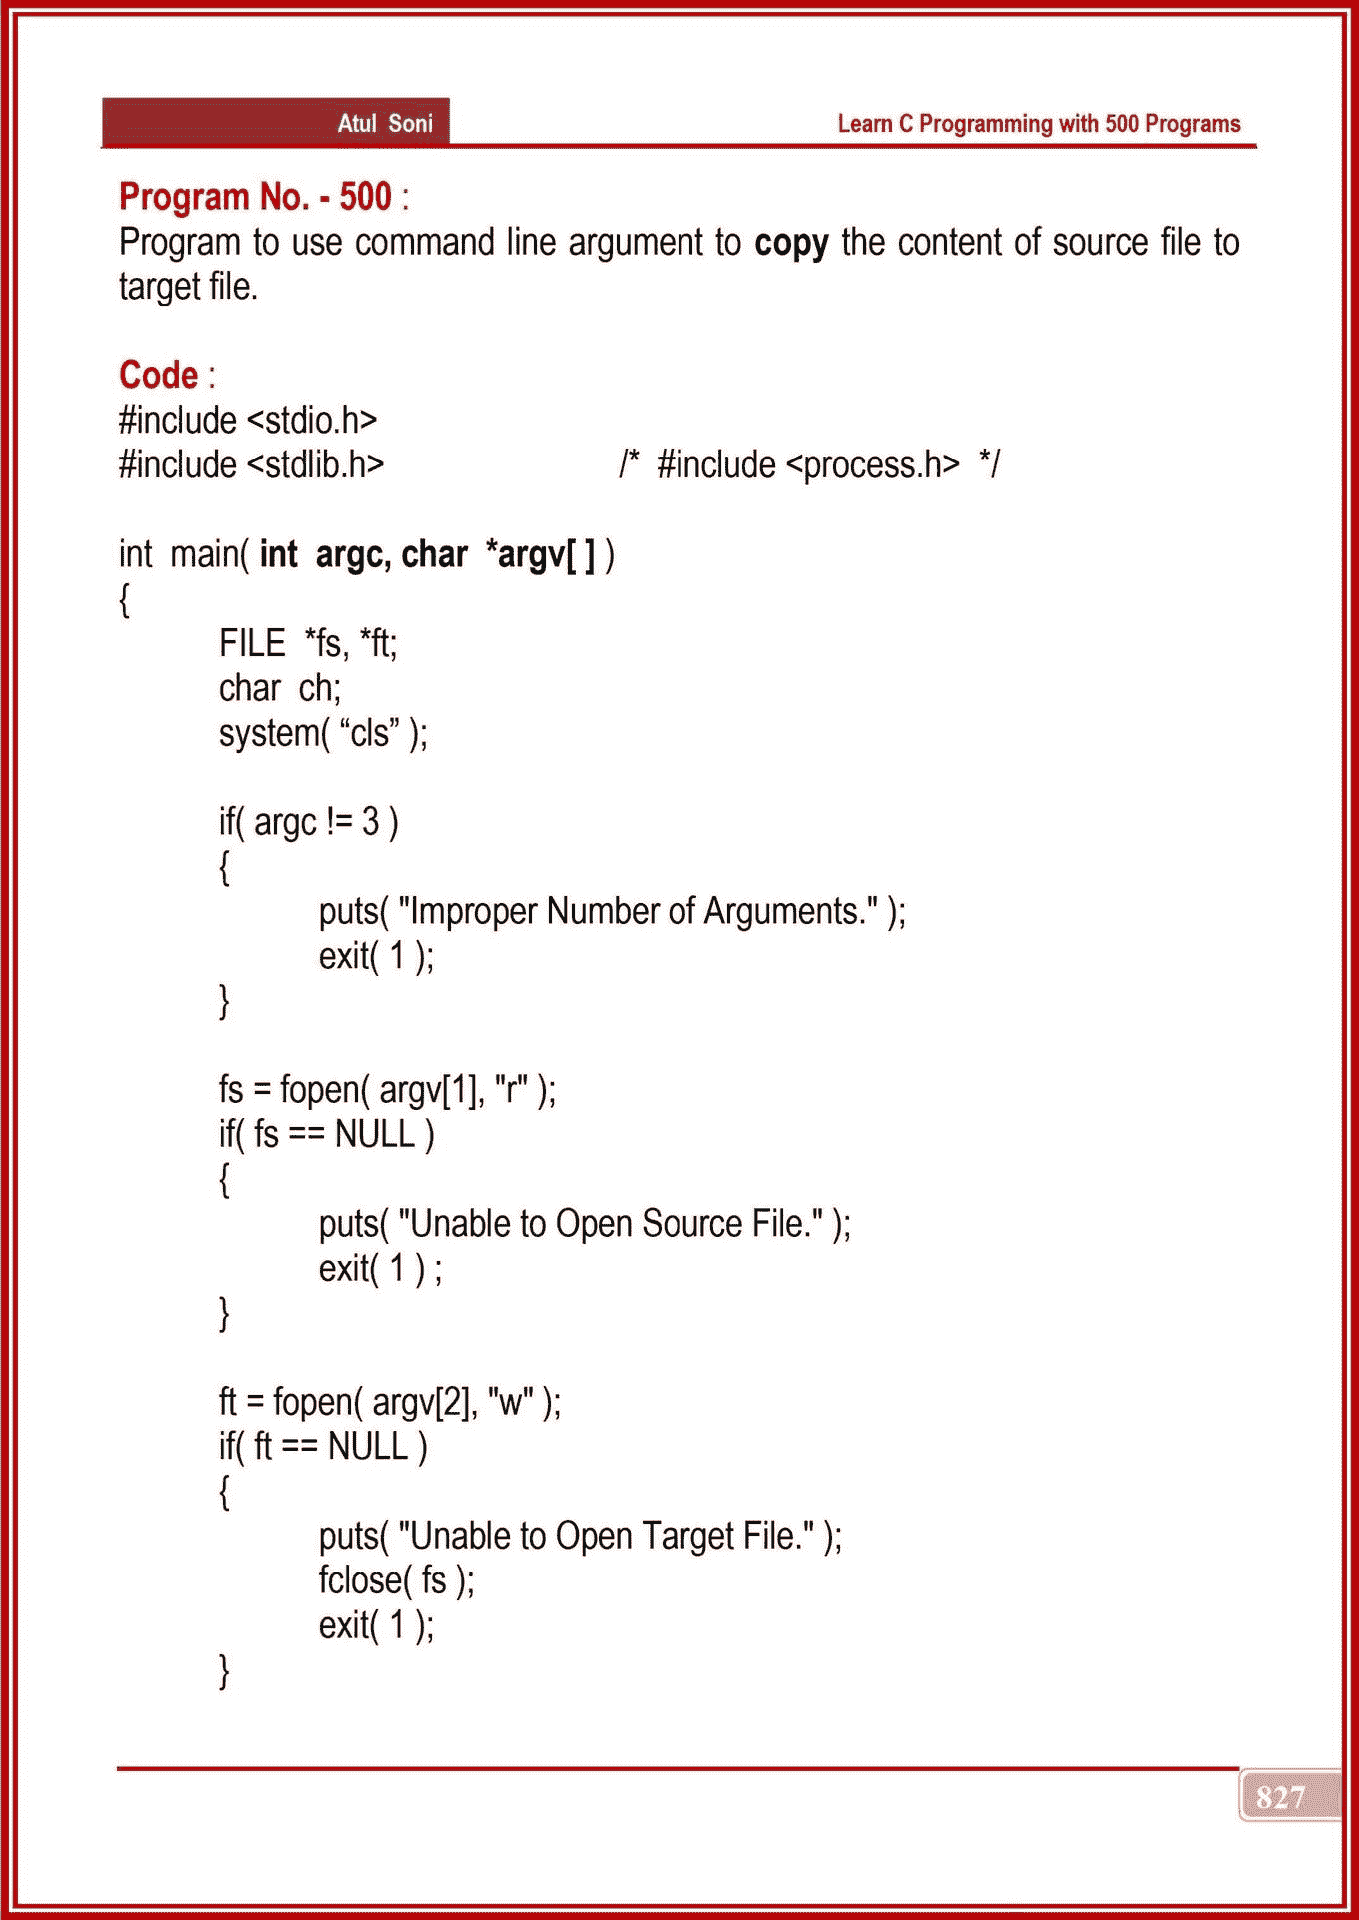 Atul Soni
Learn C Programming with 500 Programs
Program No. - 500 :
Program to use command line argument to copy the content of source file to
target file.
Code :
#include <stdio.h>
#include <stdlib.h> /* #include <process.h> */
int main( int argc, char *argv[ ] )
{
FILE *fs, *ft;
char ch;
system( “cls” );
if( argc != 3 )
{
puts( "Improper Number of Arguments." );
exit( 1 );
}
fs = fopen( argv[1], "r" );
if( fs == NULL )
{
puts( "Unable to Open Source File." );
exit( 1 ) ;
}
ft = fopen( argv[2], "w" );
if( ft == NULL )
{
puts( "Unable to Open Target File." );
fclose( fs );
exit( 1 );
}
827